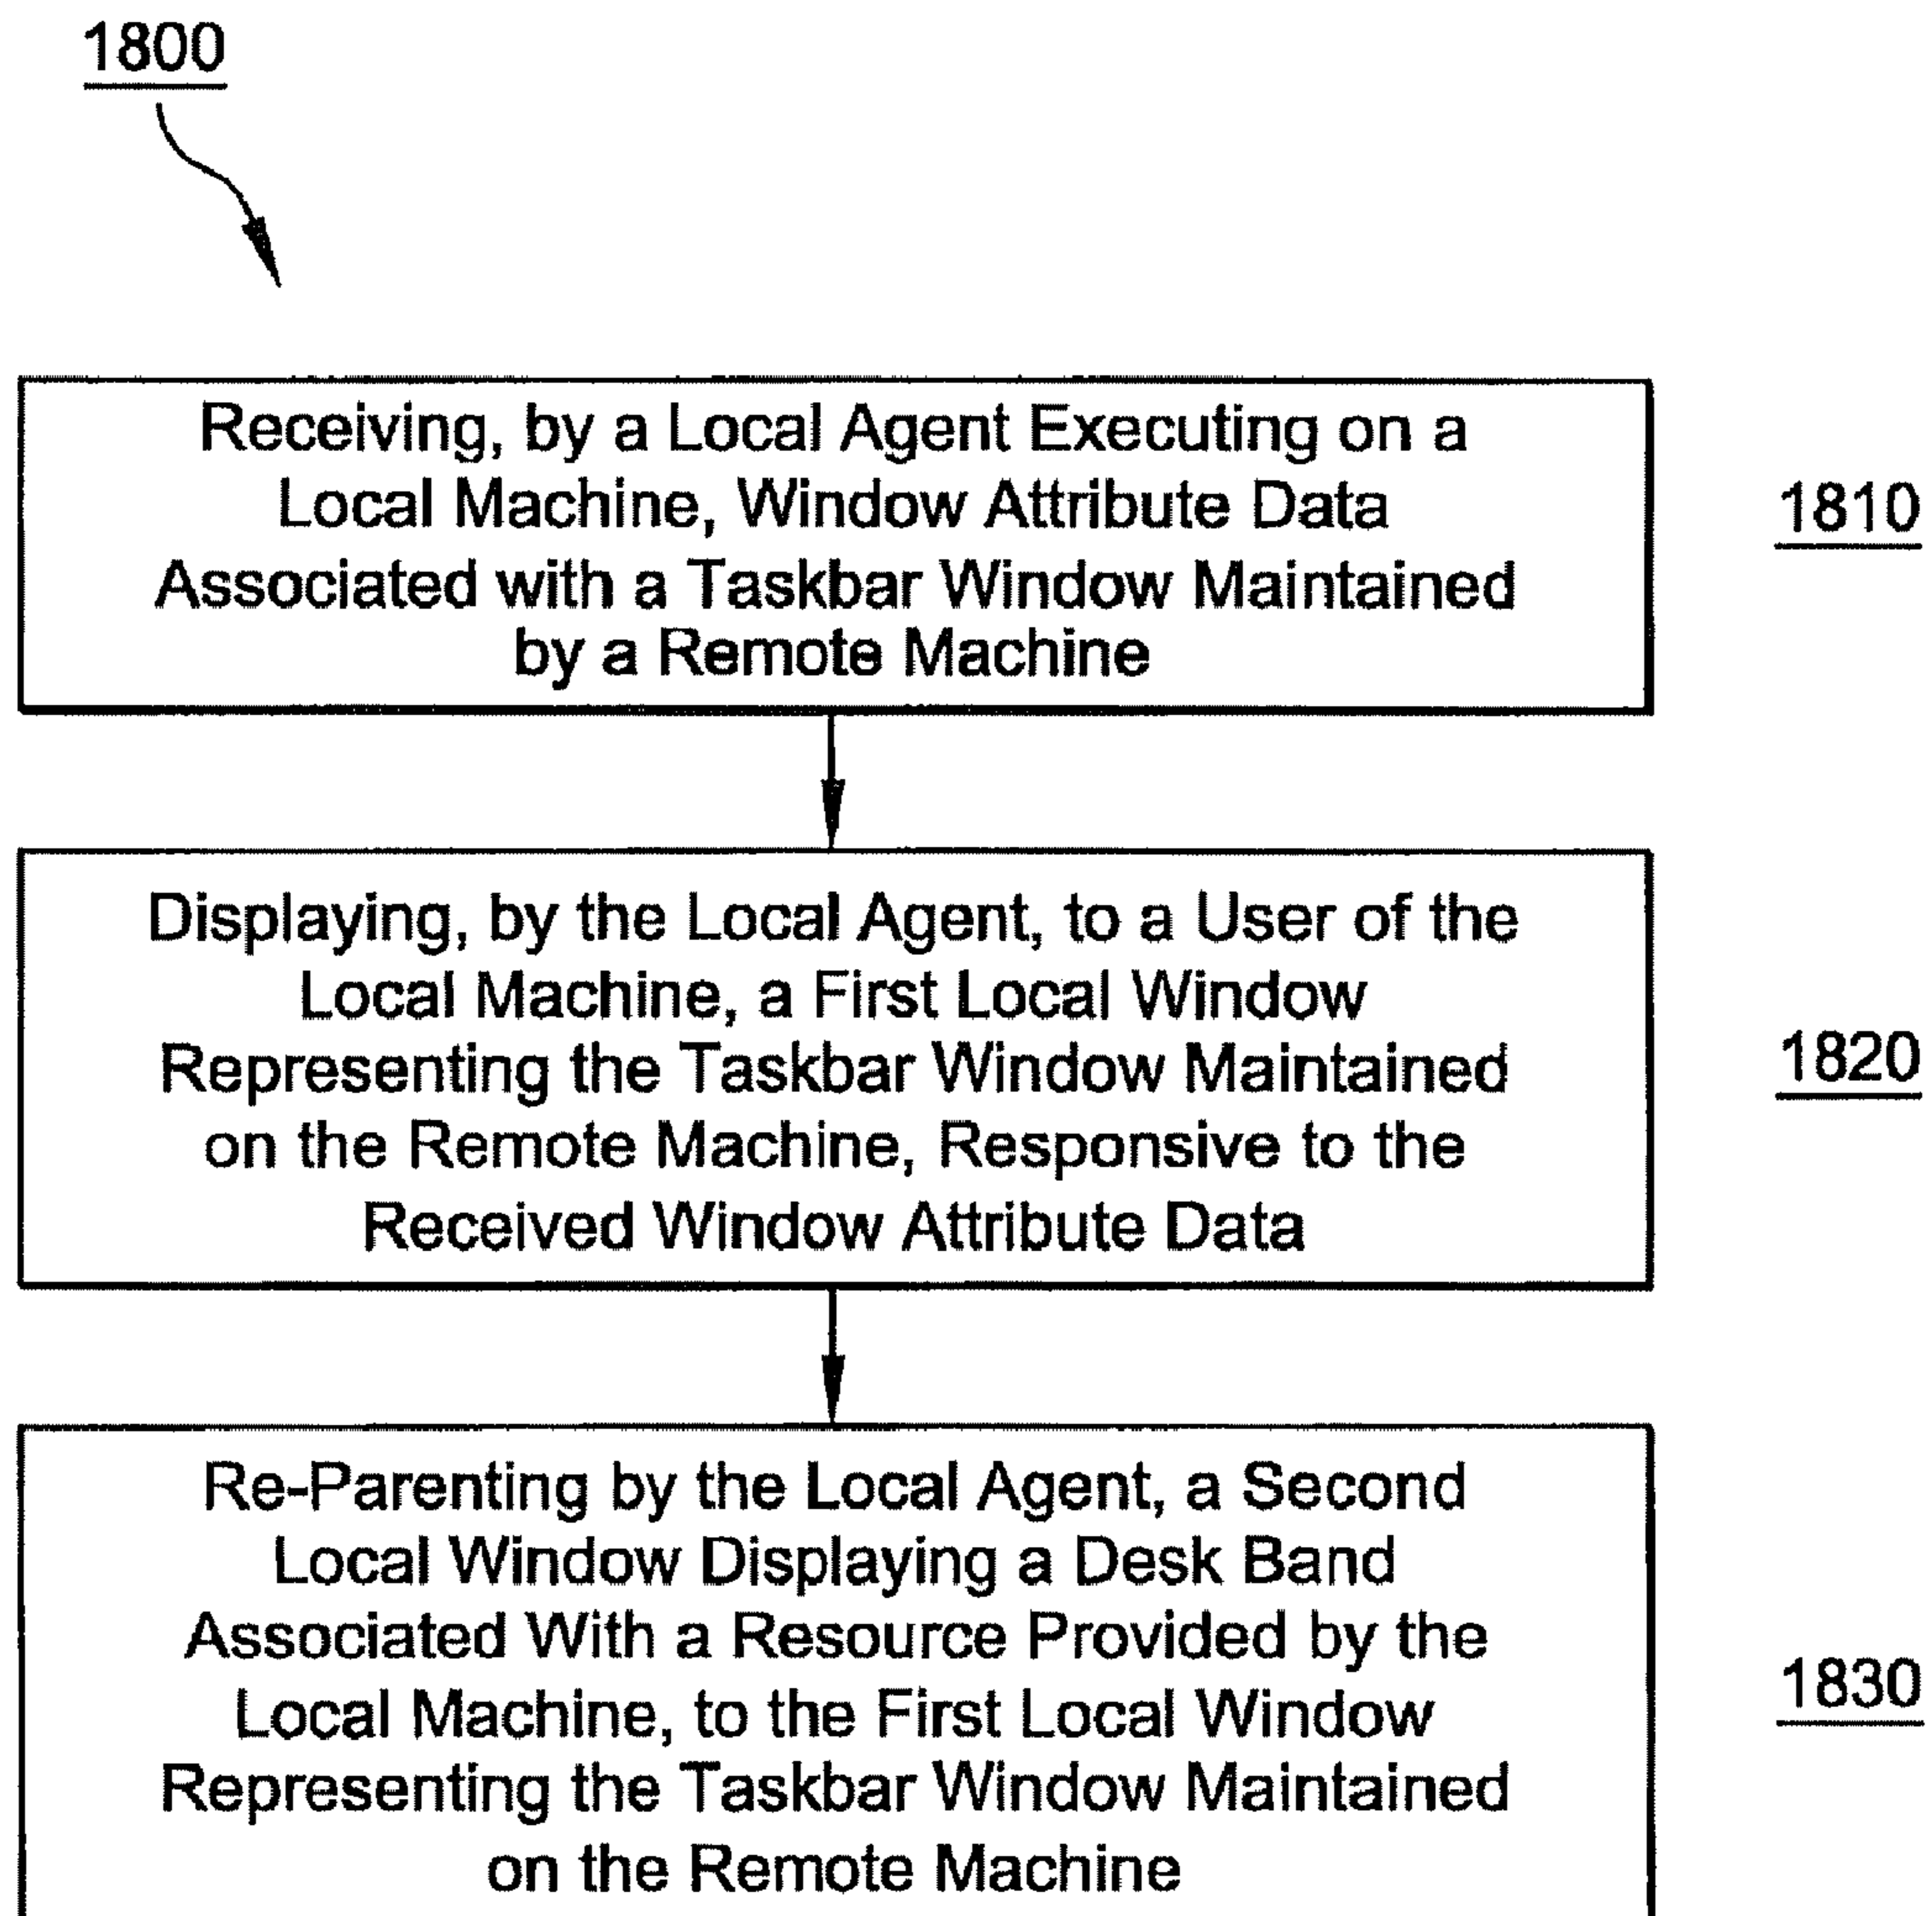 1800
Receiving, by a Local Agent Executing on a
Local Machine, Window Attribute Data
Associated with a Taskbar Window Maintained
by a Remote Machine
1810
Displaying, by the Local Agent, to a User of the
Local Machine, a First Local Window
Representing the Taskbar Window Maintained
on the Remote Machine, Responsive to the
Received Window Attribute Data
1820
Re-Parenting by the Local Agent, a Second
Local Window Displaying a Desk Band
Associated With a Resource Provided by the
Local Machine, to the First Local Window
Representing the Taskbar Window Maintained
on the Remote Machine
1830